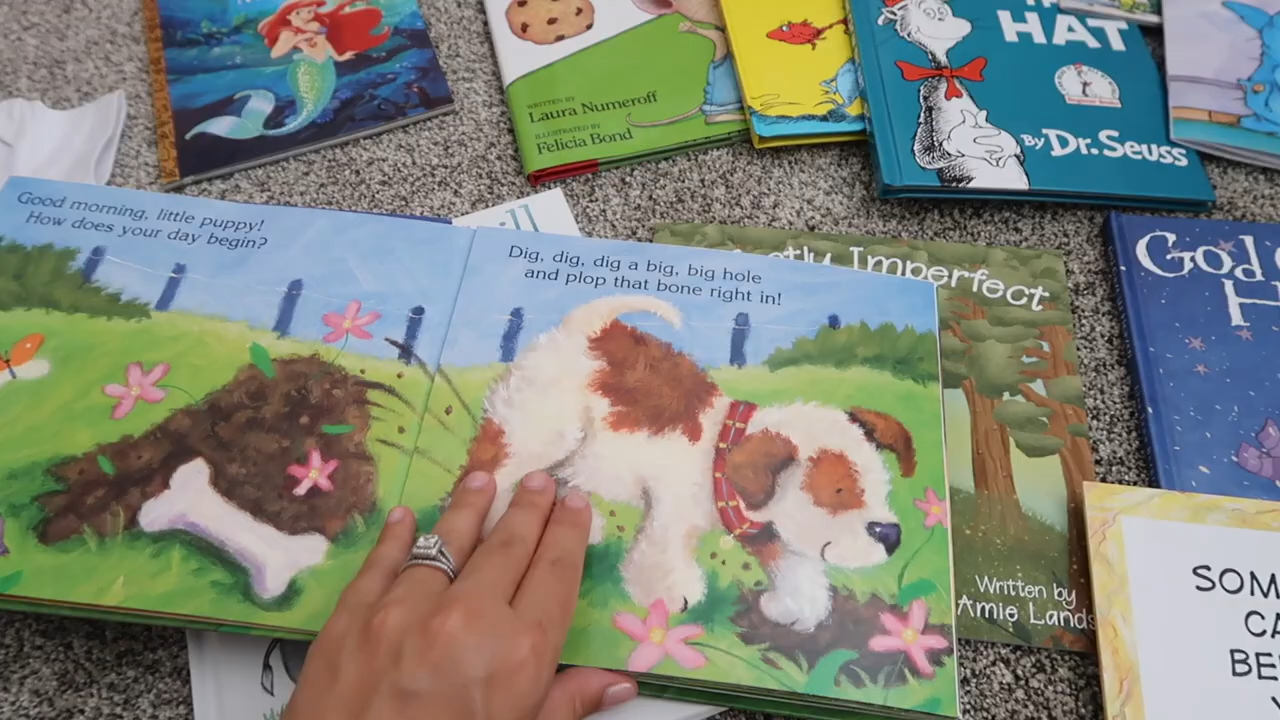 WRITTEN BY
Laura Numeroff
ILLUSTRATED BY
Felicia Bond
HAT
By Dr. Seuss
Good morning, little puppy!
How does your day begin?
Dig, dig, dig a big, big hole
and plop that bone right in!
Imperfect
Written by
Amie
God
SOM
CA
BE